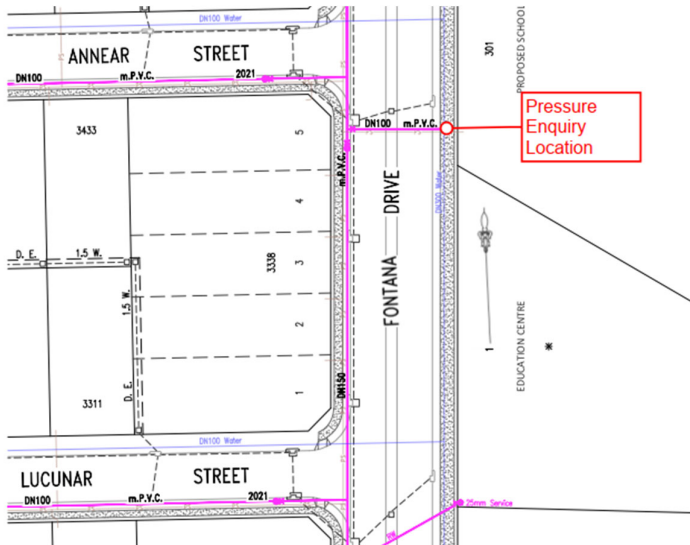 DN100 Water
ANNEAR STREET
DN100 m.P.V.C. 2021
301
PROPOSED SCHOOL
Pressure
Enquiry
Location
DN100 m.P.V.C.
m.P.V.C.
3433
5
4
3
2
1
3338
D. E. 1.5 W.
1.5 W.
D. E.
3311
FONTANA DRIVE
DN300 Water
1
EDUCATION CENTRE
DN150
DN100 Water
LUCUNAR STREET
DN100 m.P.V.C. 2021
25mm Service